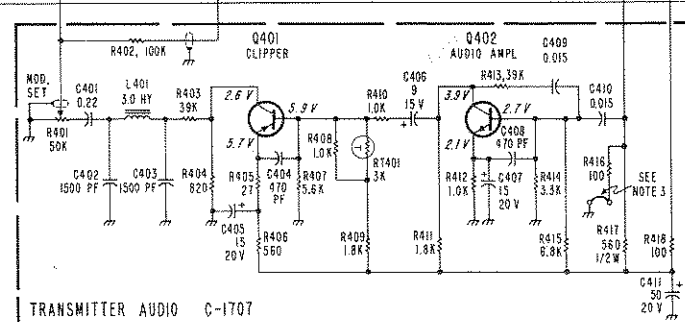 R402, 100K
Q401
CLIPPER
Q402
AUDIO AMPL
C409
0.015
MOD.
SET
R401
50K
C401
0.22
L401
3.0 HY
R403
39K
2.6 V
5.9 V
5.7 V
R410
1.0K
C406
9
15 V
R413, 39K
3.9 V
2.7 V
2.1 V
C410
0.015
C402
1500 PF
C403
1500 PF
R404
820
R405
27
C404
470
PF
R407
5.6K
R408
1.0K
RT401
3K
R412
1.0K
C408
470 PF
C407
15
20 V
R414
3.3K
R416
100
SEE
NOTE 3
C405
15
20 V
R406
560
R409
1.8K
R411
1.8K
R415
6.8K
R417
560
1/2 W
R418
100
C411
50
20 V
TRANSMITTER AUDIO C-1707